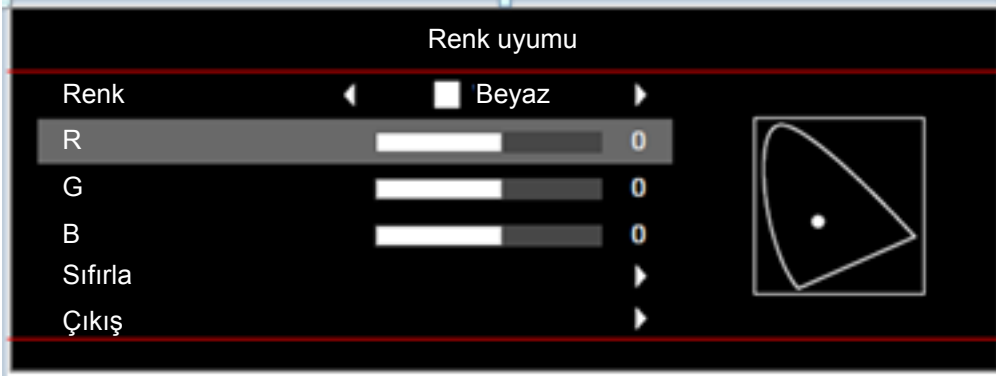 Renk uyumu
Renk Beyaz
R 0
G 0
B 0
Sıfırla
Çıkış